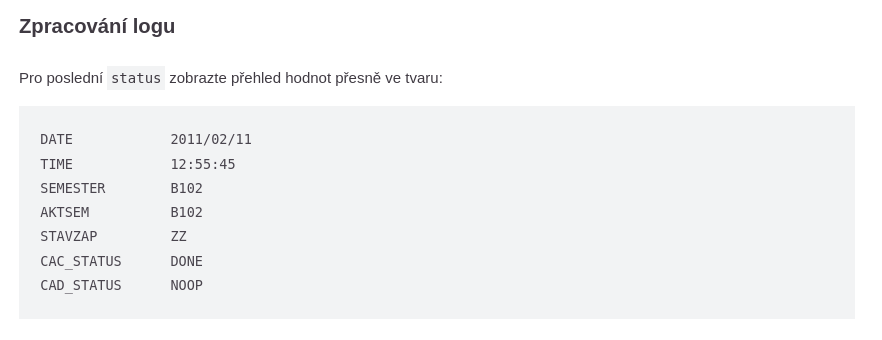 Zpracování logu
Pro poslední status zobrazte přehled hodnot přesně ve tvaru:
DATE            2011/02/11
TIME            12:55:45
SEMESTER        B102
AKTSEM          B102
STAVZAP         ZZ
CAC_STATUS      DONE
CAD_STATUS      NOOP